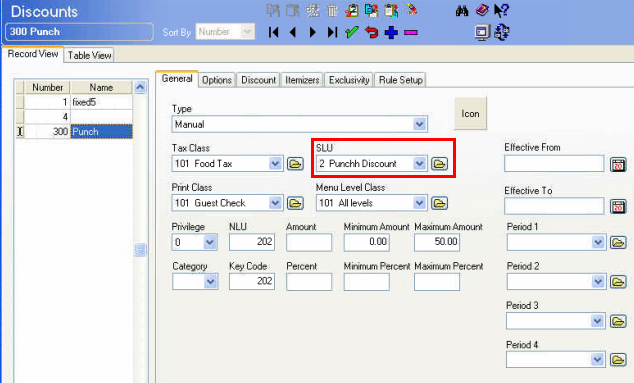 Discounts
300 Punch
Sort By Number
Record View Table View
Number Name
1 fixed5
4
300 Punch
General Options Discount Itemizers Exclusivity Rule Setup
Type
Manual
Icon
Tax Class SLU Effective From
101 Food Tax 2 Punchh Discount
Print Class Menu Level Class Effective To
101 Guest Check 101 All levels
Privilege NLU Amount Minimum Amount Maximum Amount Period 1
0 202 0.00 50.00
Category Key Code Percent Minimum Percent Maximum Percent Period 2
202
Period 3
Period 4